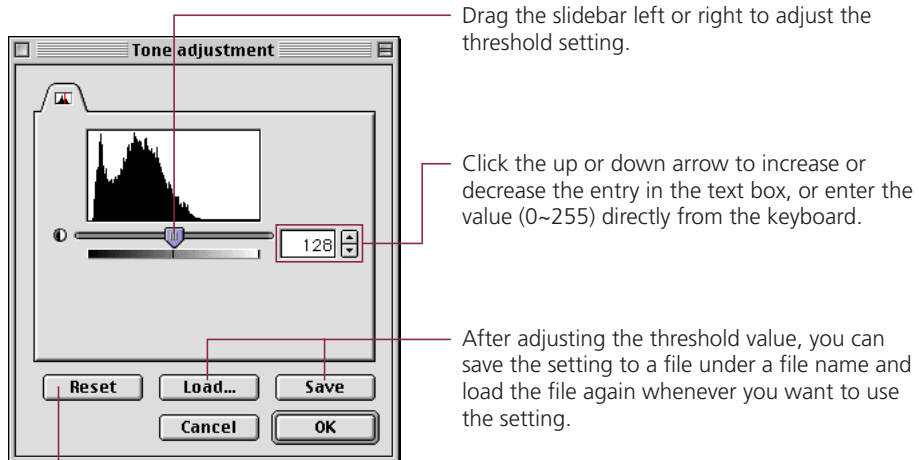 Drag the slidebar left or right to adjust the
threshold setting.
Tone adjustment
Click the up or down arrow to increase or
decrease the entry in the text box, or enter the
value (0~255) directly from the keyboard.
128
After adjusting the threshold value, you can
save the setting to a file under a file name and
load the file again whenever you want to use
the setting.
Reset Load... Save
Cancel OK